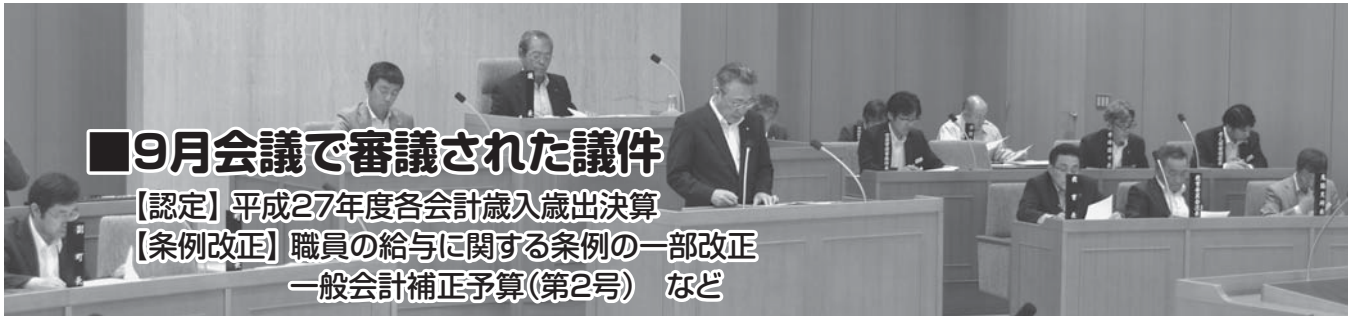 ■9月会議で審議された議件
【認定】平成27年度各会計歳入歳出決算
【条例改正】職員の給与に関する条例の一部改正
一般会計補正予算(第2号) など